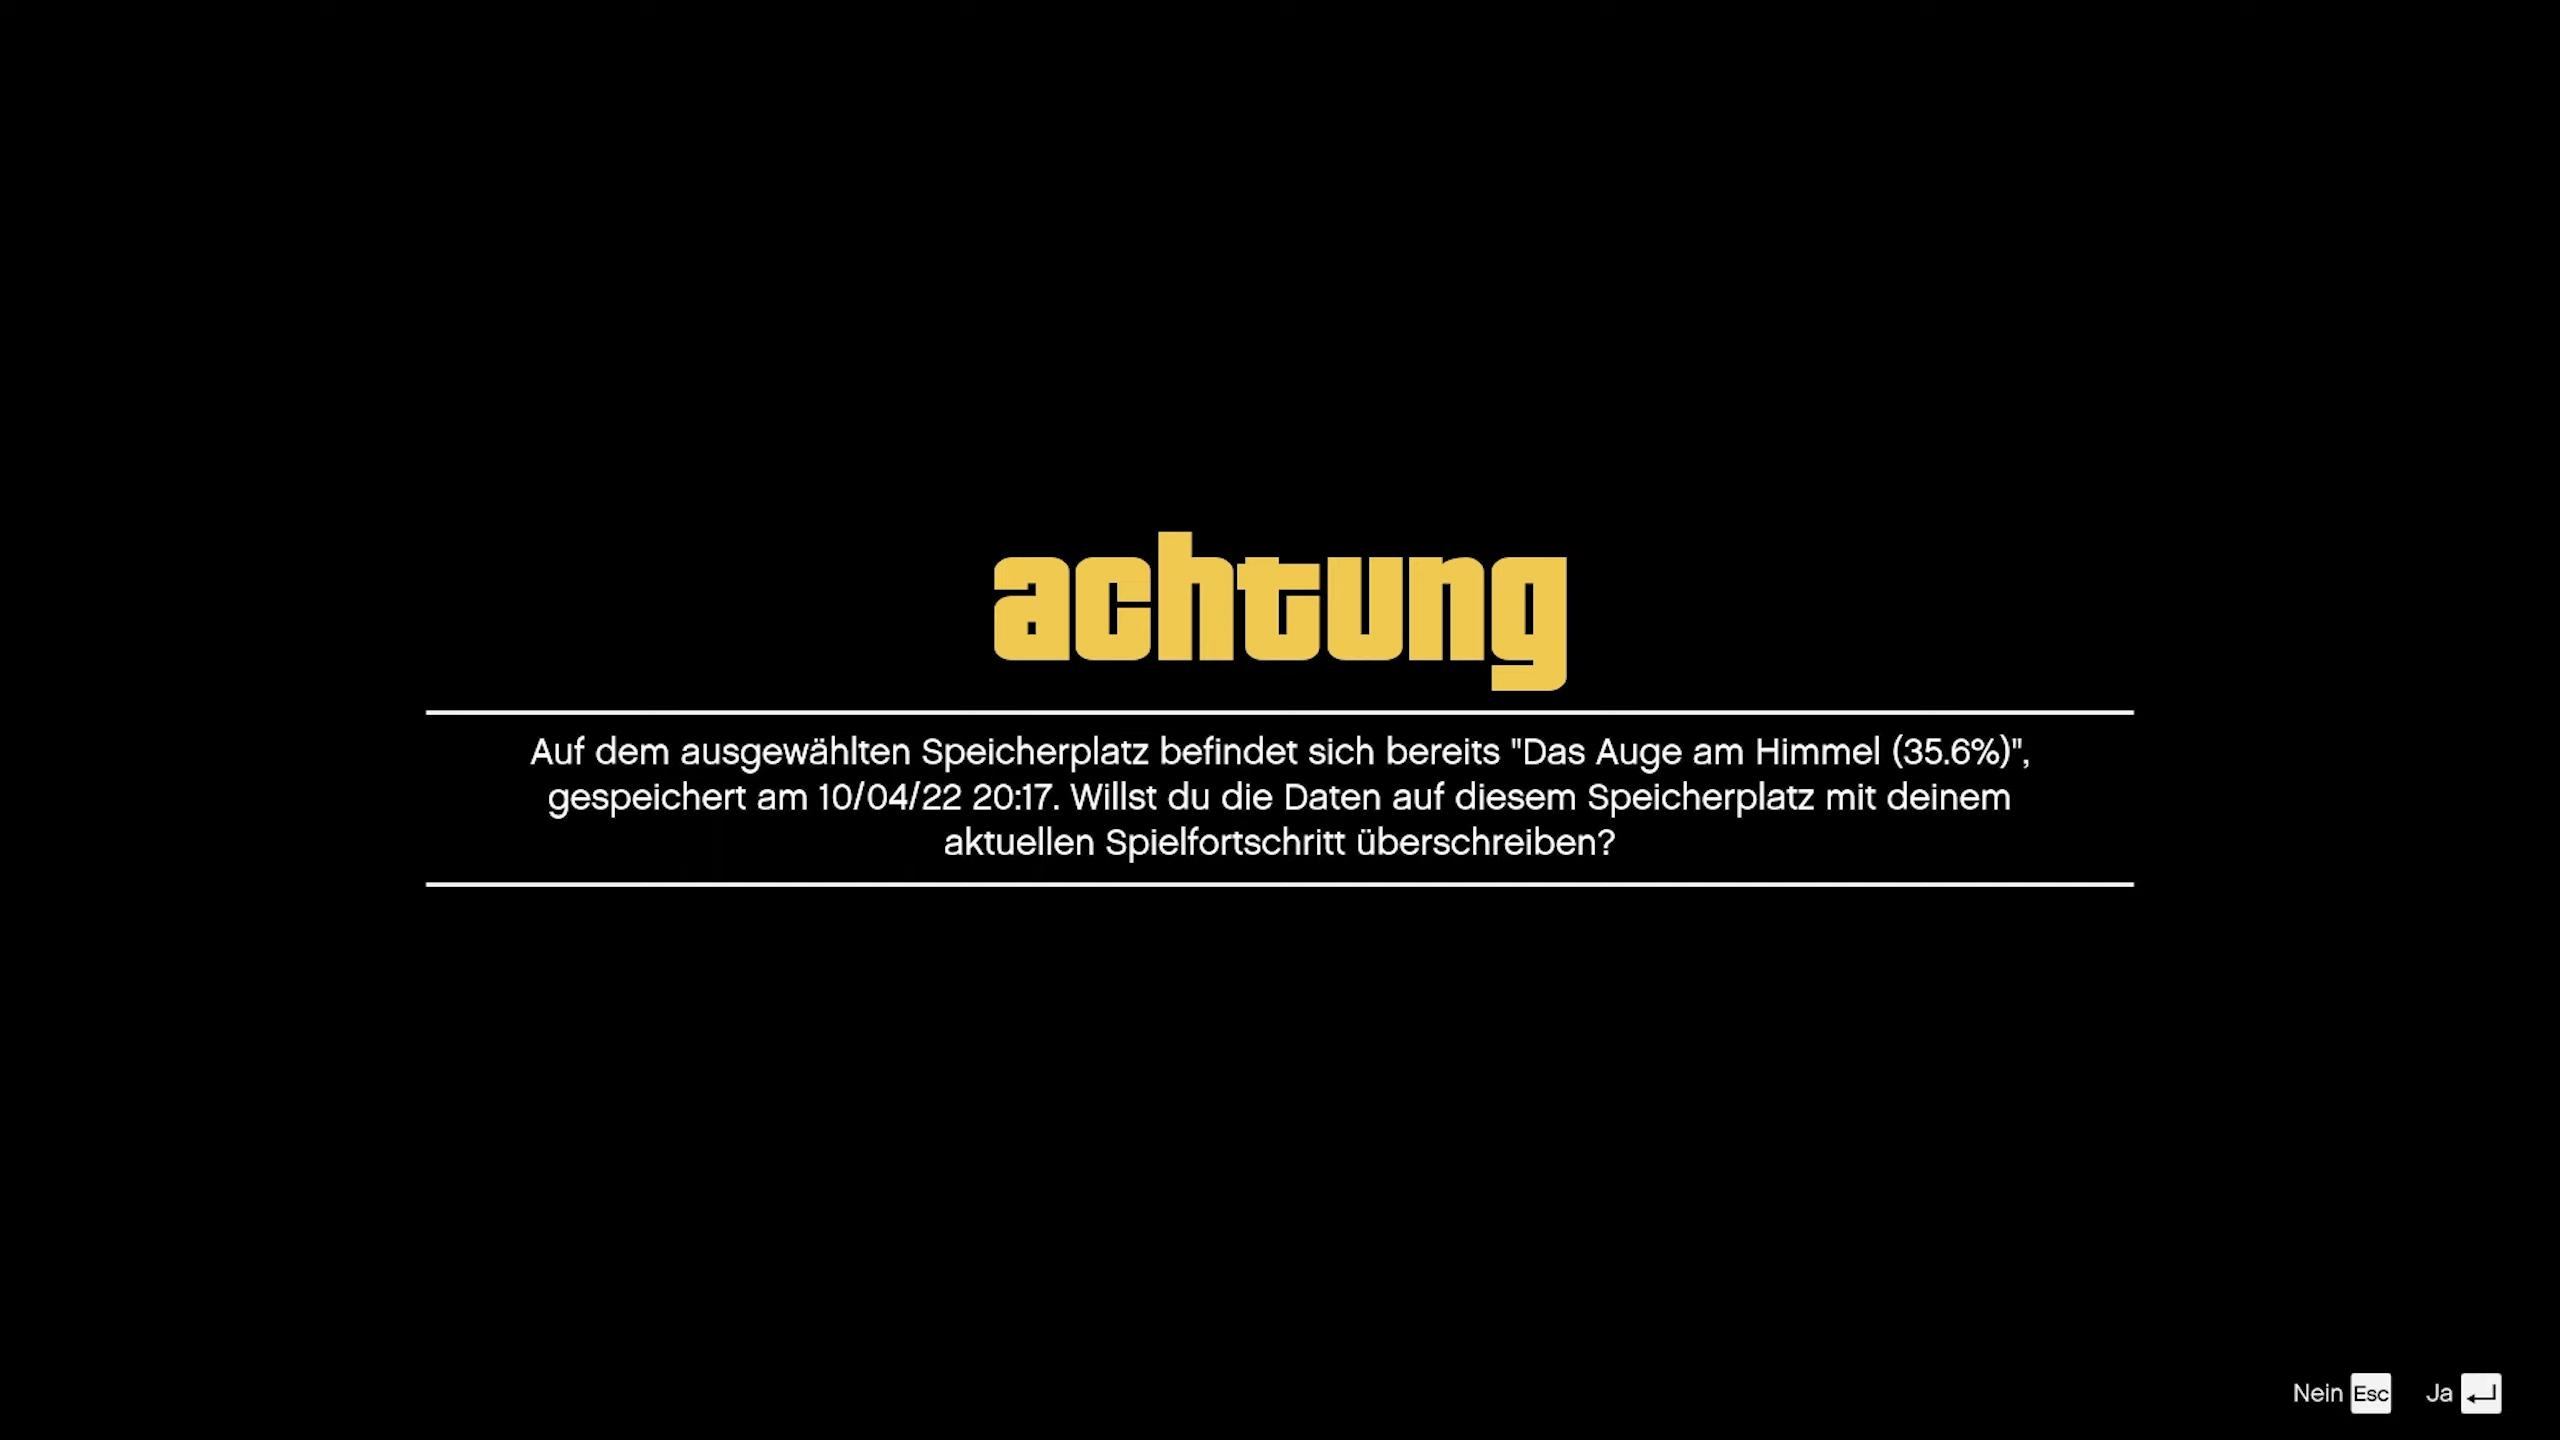 achtung
Auf dem ausgewählten Speicherplatz befindet sich bereits "Das Auge am Himmel (35.6%)",
gespeichert am 10/04/22 20:17. Willst du die Daten auf diesem Speicherplatz mit deinem
aktuellen Spielfortschritt überschreiben?
Nein Esc Ja